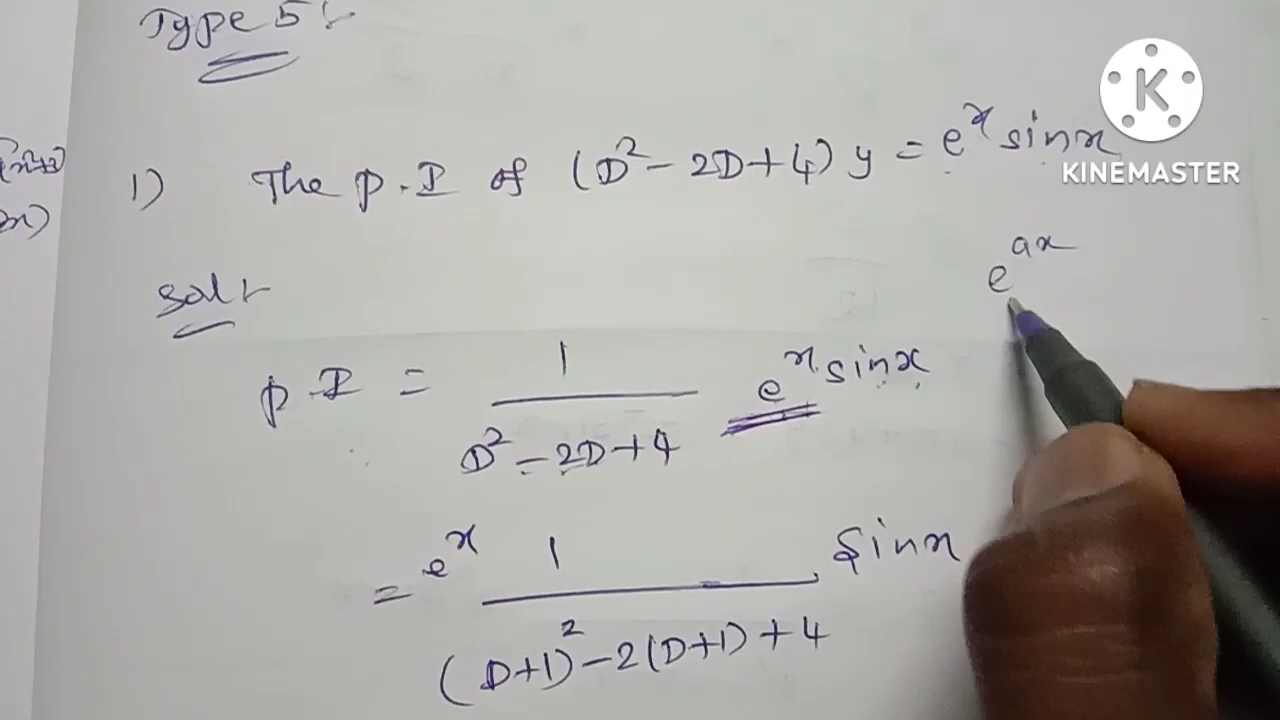 Type 5:
K
KINEMASTER
1) The P.I of (D² - 2D + 4) y = eˣ sinx
Sol:
e^{ax}
P.I = 1 / (D² - 2D + 4) eˣ sinx
= eˣ 1 / ((D+1)² - 2(D+1) + 4) sinx